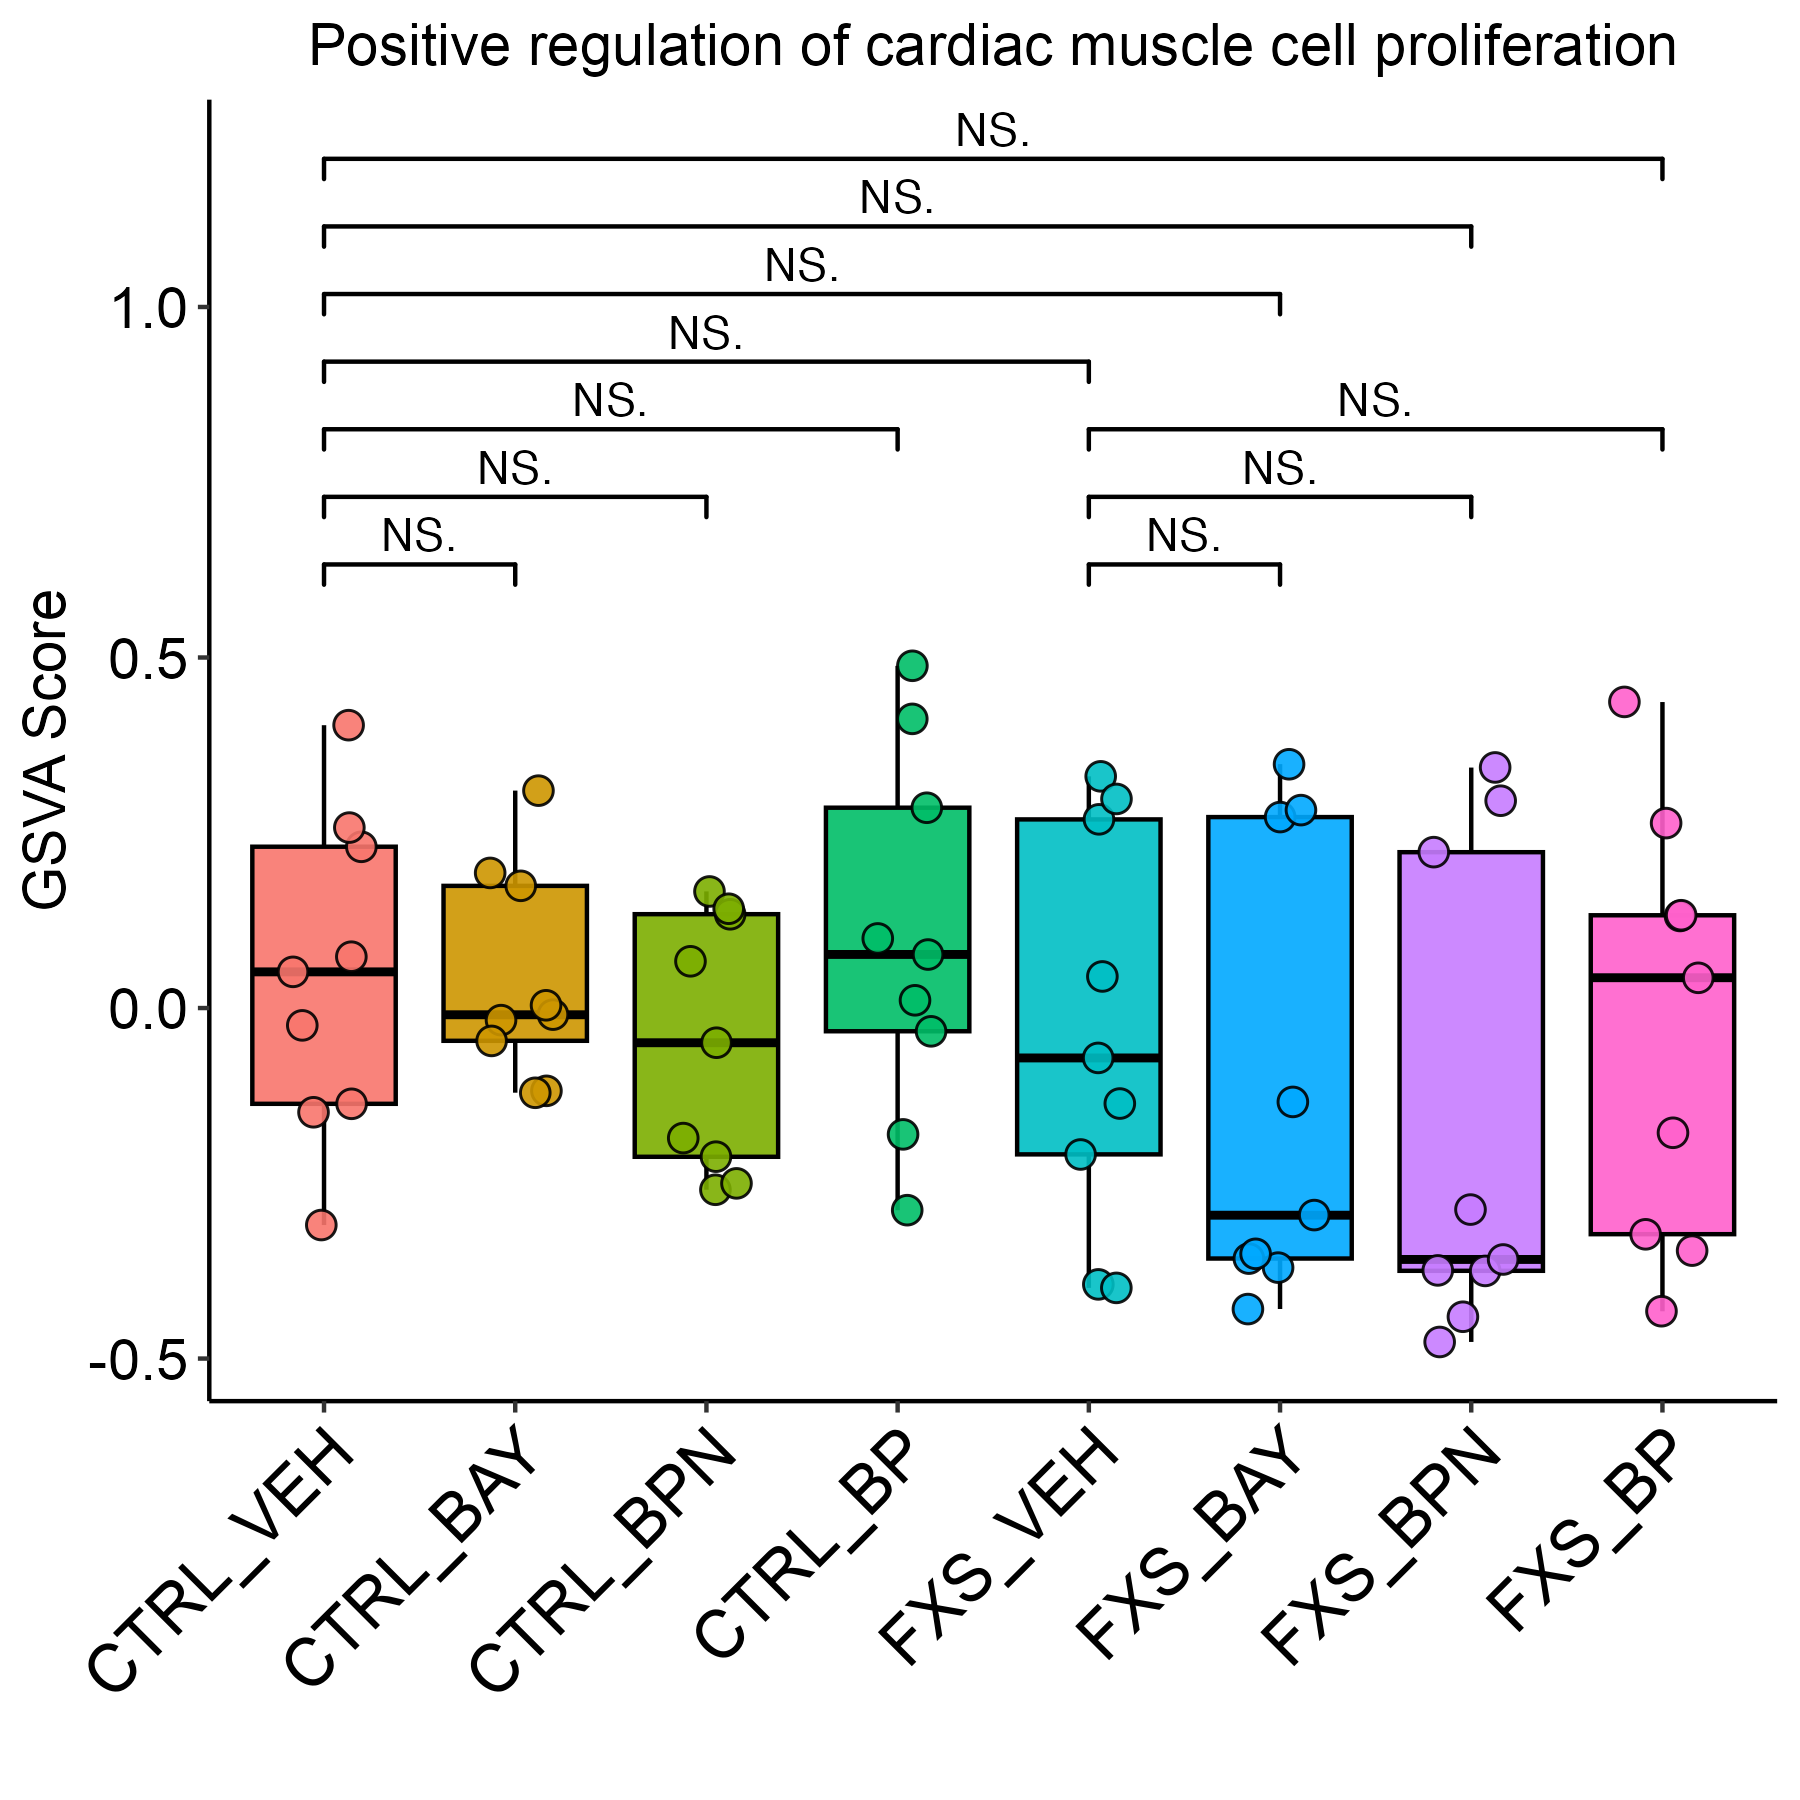 Positive regulation of cardiac muscle cell proliferation
NS.
NS.
NS.
NS.
NS.
NS.
NS.
NS.
NS.
NS.
GSVA Score
1.0
0.5
0.0
-0.5
CTRL_VEH
CTRL_BAY
CTRL_BPN
CTRL_BP
FXS_VEH
FXS_BAY
FXS_BPN
FXS_BP